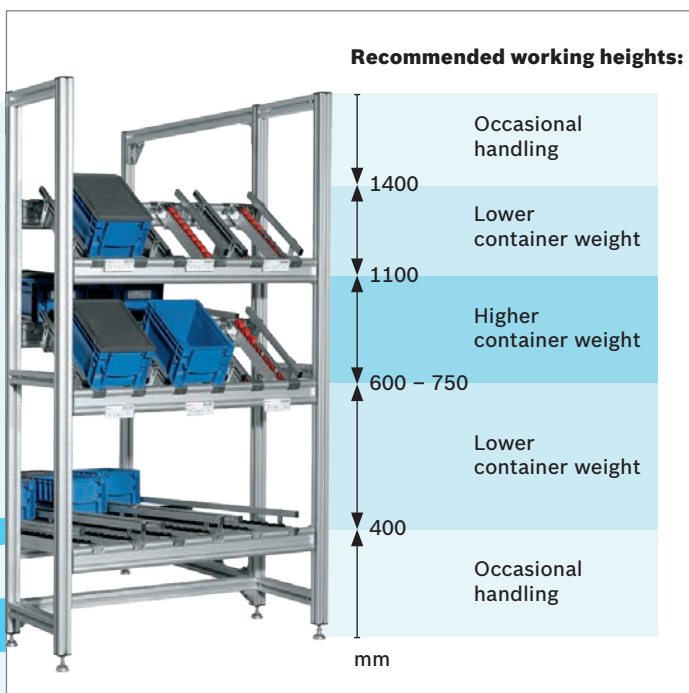 Recommended working heights:
Occasional
handling
1400
Lower
container weight
1100
Higher
container weight
600 – 750
Lower
container weight
400
Occasional
handling
mm